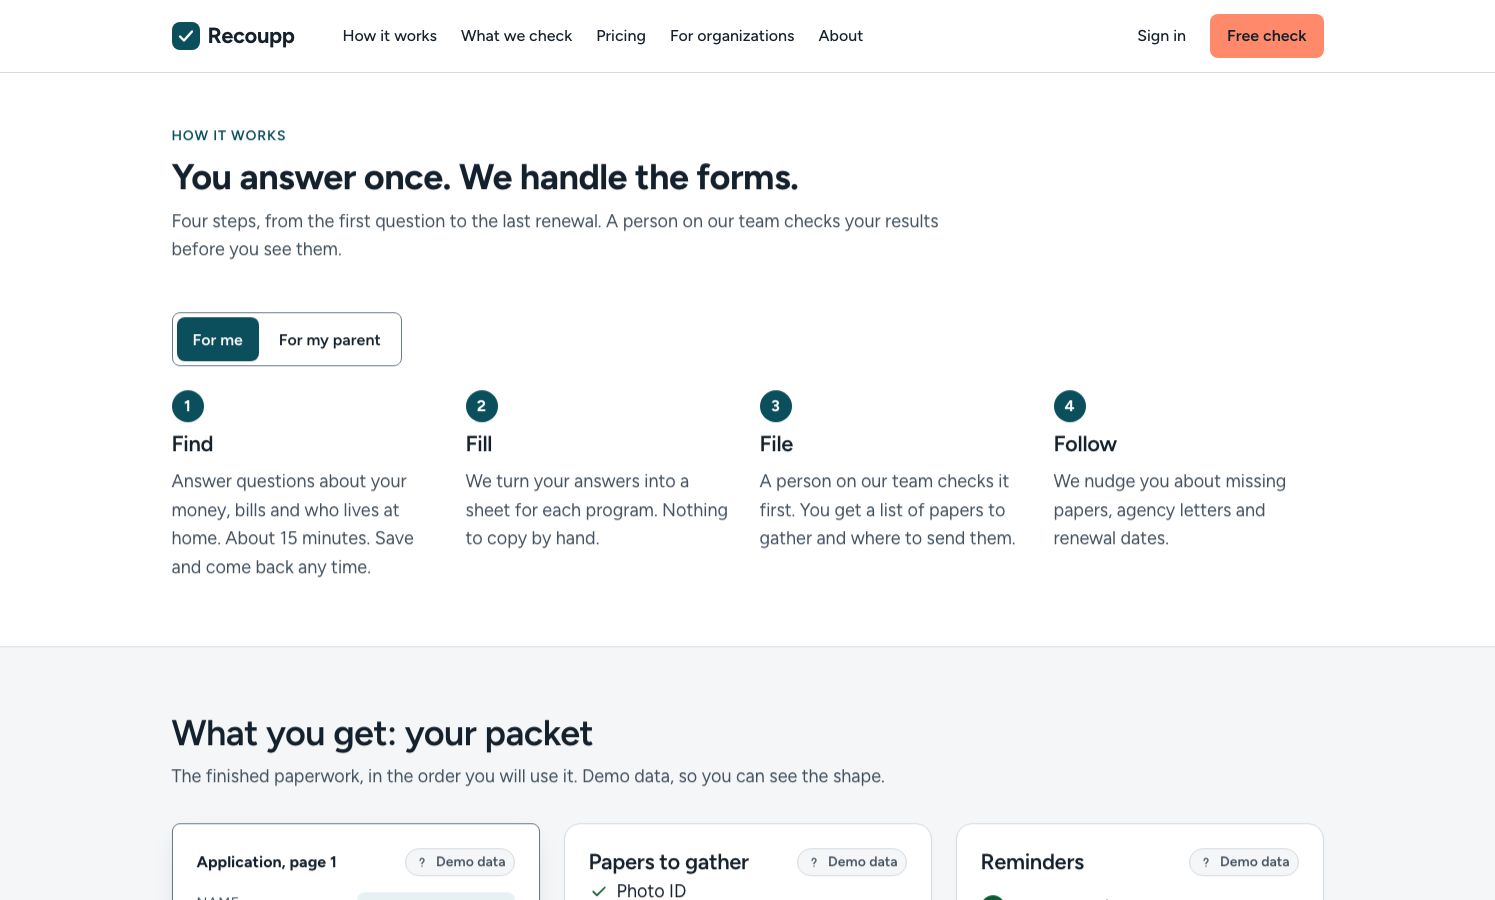 Recoupp
How it works
What we check
Pricing
For organizations
About
Sign in
Free check
HOW IT WORKS
You answer once. We handle the forms.
Four steps, from the first question to the last renewal. A person on our team checks your results
before you see them.
For me
For my parent
1
Find
Answer questions about your
money, bills and who lives at
home. About 15 minutes. Save
and come back any time.
2
Fill
We turn your answers into a
sheet for each program. Nothing
to copy by hand.
3
File
A person on our team checks it
first. You get a list of papers to
gather and where to send them.
4
Follow
We nudge you about missing
papers, agency letters and
renewal dates.
What you get: your packet
The finished paperwork, in the order you will use it. Demo data, so you can see the shape.
Application, page 1
? Demo data
NAME
Papers to gather
? Demo data
Photo ID
Reminders
? Demo data